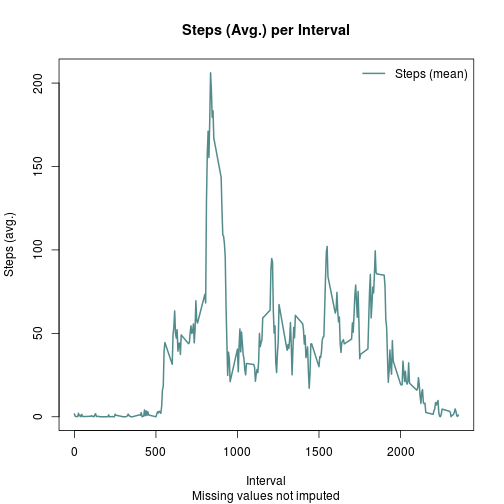 Steps (Avg.) per Interval
Steps (mean)
Steps (avg.)
200
150
100
50
0
0 500 1000 1500 2000
Interval
Missing values not imputed